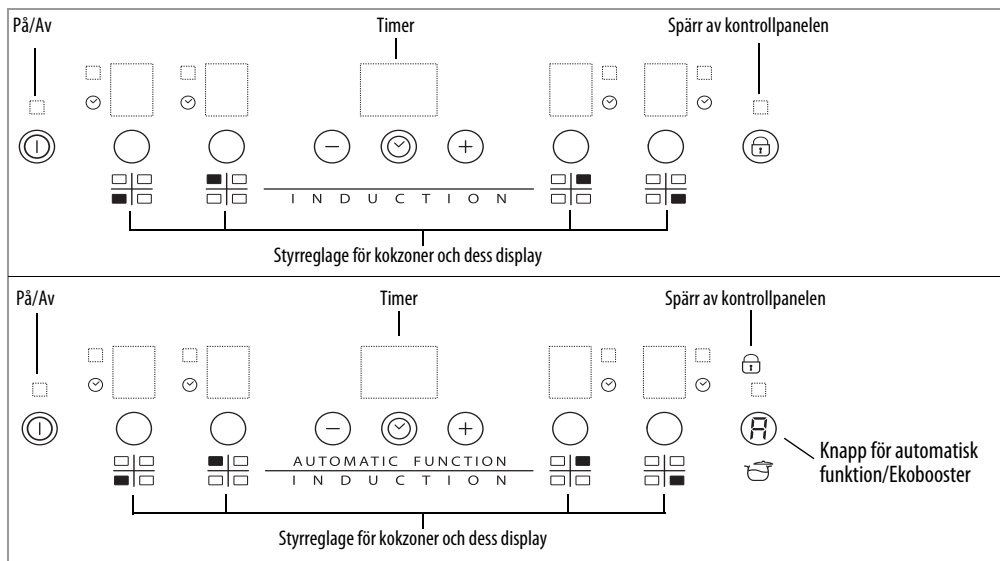 På/Av
Timer
Spärr av kontrollpanelen
I N D U C T I O N
Styrreglage för kokzoner och dess display
På/Av
Timer
Spärr av kontrollpanelen
A
AUTOMATIC FUNCTION
I N D U C T I O N
Knapp för automatisk
funktion/Ekobooster
Styrreglage för kokzoner och dess display